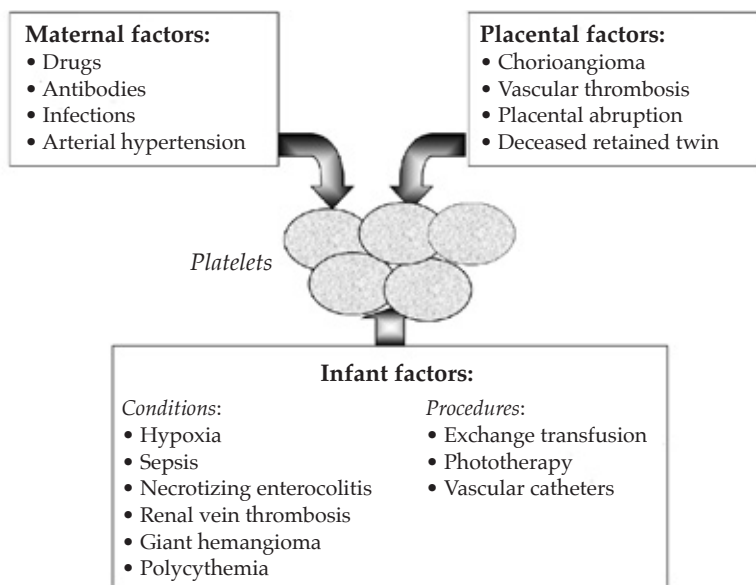 Maternal factors:
• Drugs
• Antibodies
• Infections
• Arterial hypertension
Placental factors:
• Chorioangioma
• Vascular thrombosis
• Placental abruption
• Deceased retained twin
Platelets
Infant factors:
Conditions:
• Hypoxia
• Sepsis
• Necrotizing enterocolitis
• Renal vein thrombosis
• Giant hemangioma
• Polycythemia
Procedures:
• Exchange transfusion
• Phototherapy
• Vascular catheters